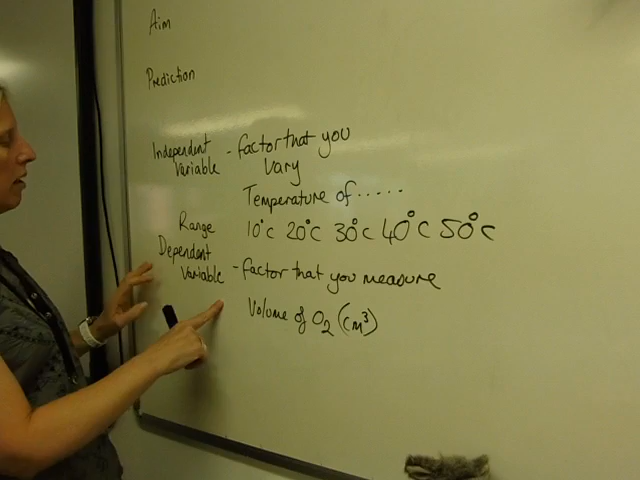 Aim
Prediction
Independent Variable - factor that you vary
Temperature of .....
Range 10°C 20°C 30°C 40°C 50°C
Dependent Variable - factor that you measure
Volume of O₂ (cm³)